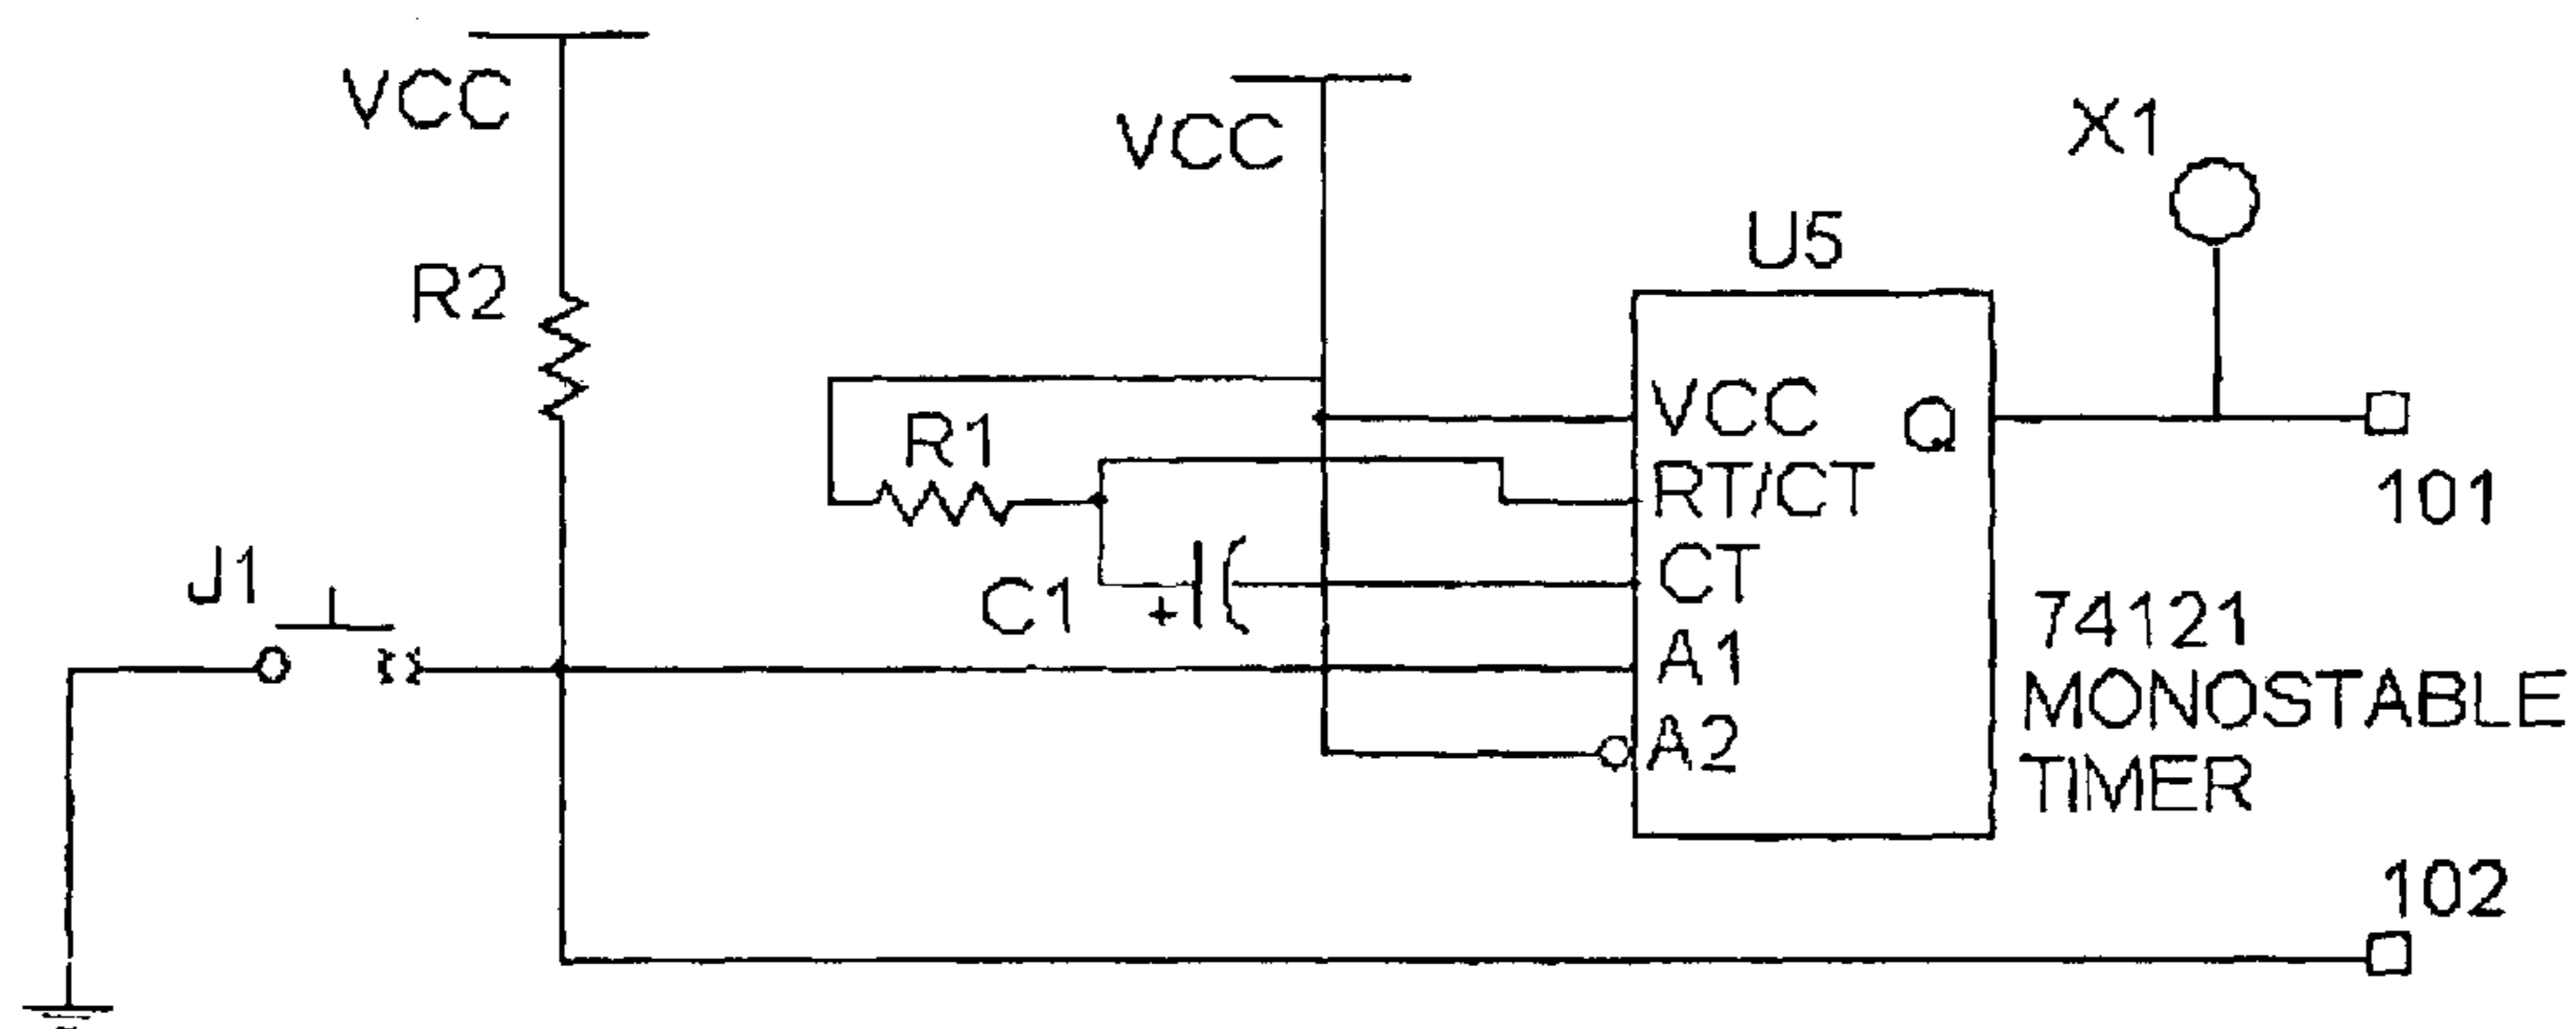 VCC
VCC
X1
U5
R2
VCC
Q
R1
RT/CT
101
J1
C1
+
CT
74121
MONOSTABLE
TIMER
A1
A2
102